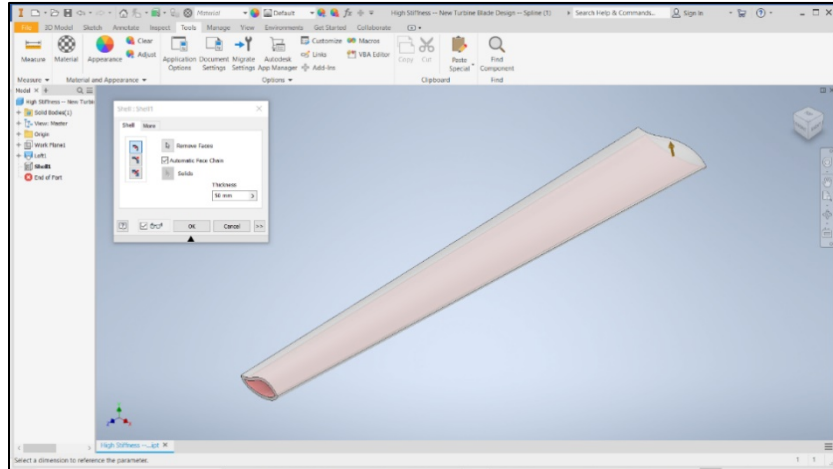 Material
Default
High Stiffness -- New Turbine Blade Design -- Spline (T)
Search Help & Commands...
Sign In
File 3D Model Sketch Annotate Inspect Tools Manage View Environments Get Started Collaborate
Measure
Material
Appearance
Clear
Adjust
Application Options
Document Settings
Migrate Settings
Autodesk App Manager
Customize
Links
Add-Ins
Macros
VBA Editor
Copy
Cut
Paste Special
Find Component
Measure
Material and Appearance
Options
Clipboard
Find
Model
High Stiffness -- New Turbi
Solid Bodies(1)
View: Master
Origin
Work Plane1
Loft1
Shell1
End of Part
Shell : Shell1
Shell More
Remove Faces
Automatic Face Chain
Solids
Thickness
50 mm
OK
Cancel
>>
High Stiffness --...ipt
Select a dimension to reference the parameter.
1 1